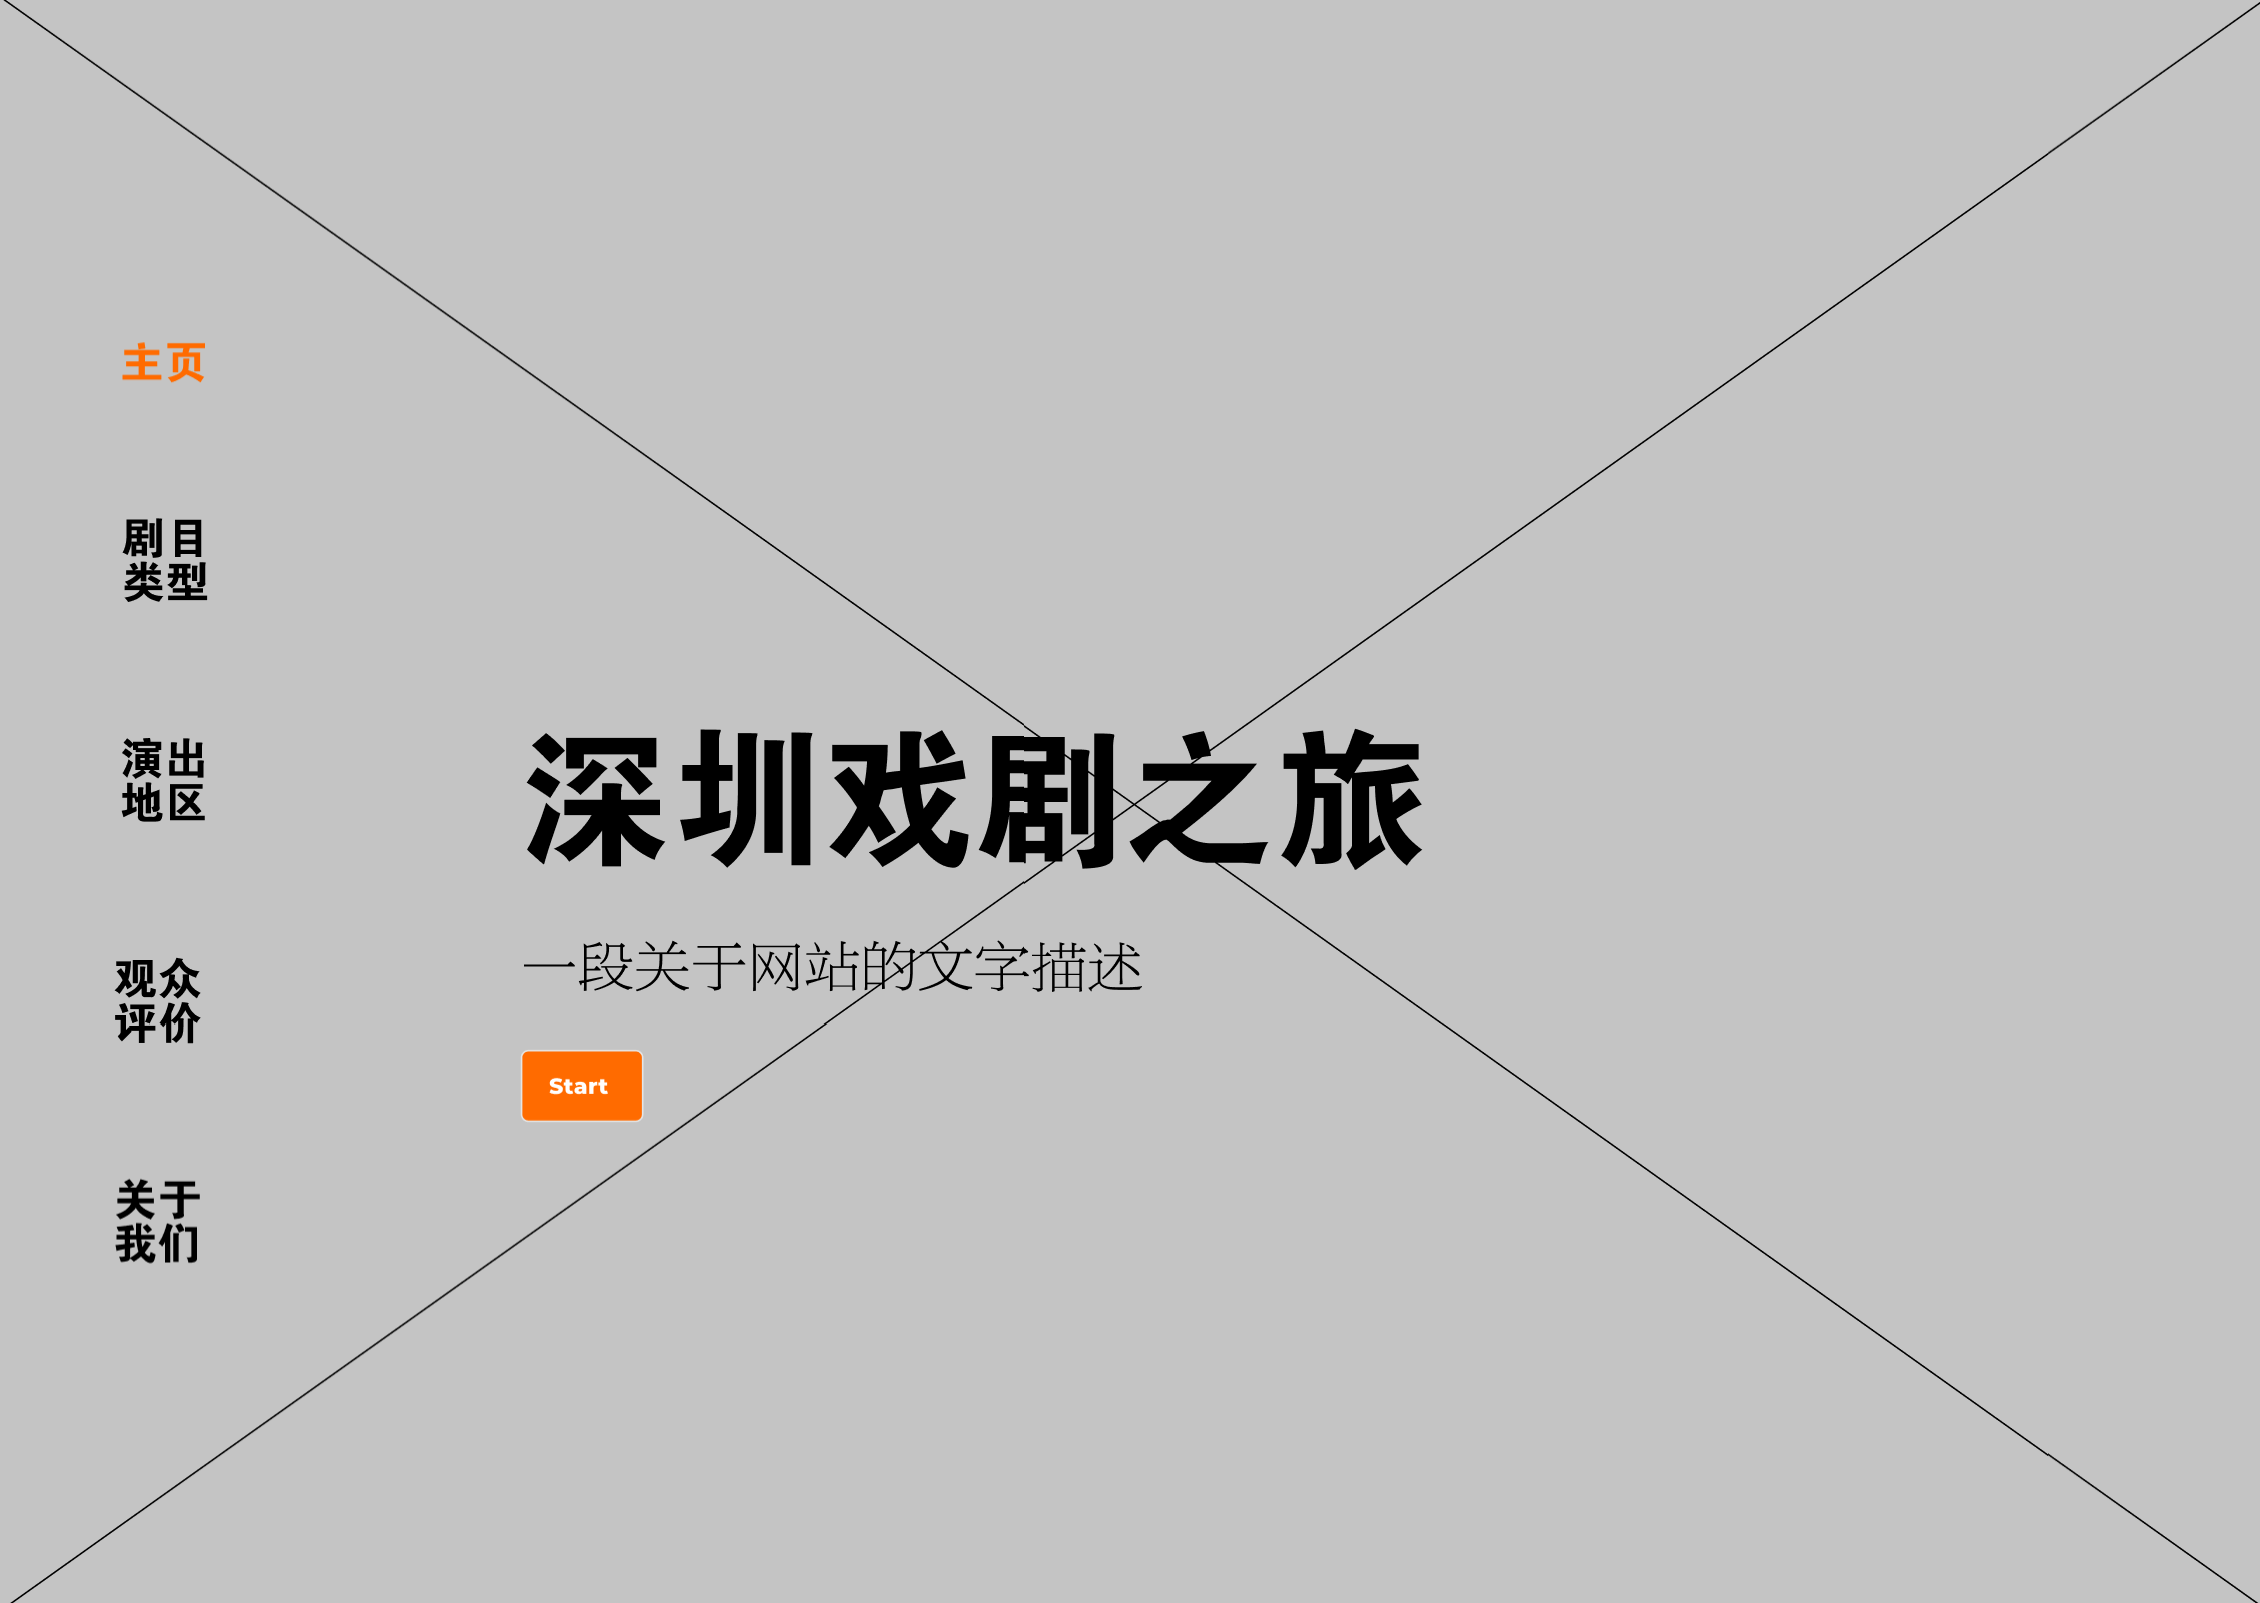 主页
剧目
类型
演出
地区
观众
评价
关于
我们
深圳戏剧之旅
一段关于网站的文字描述
Start